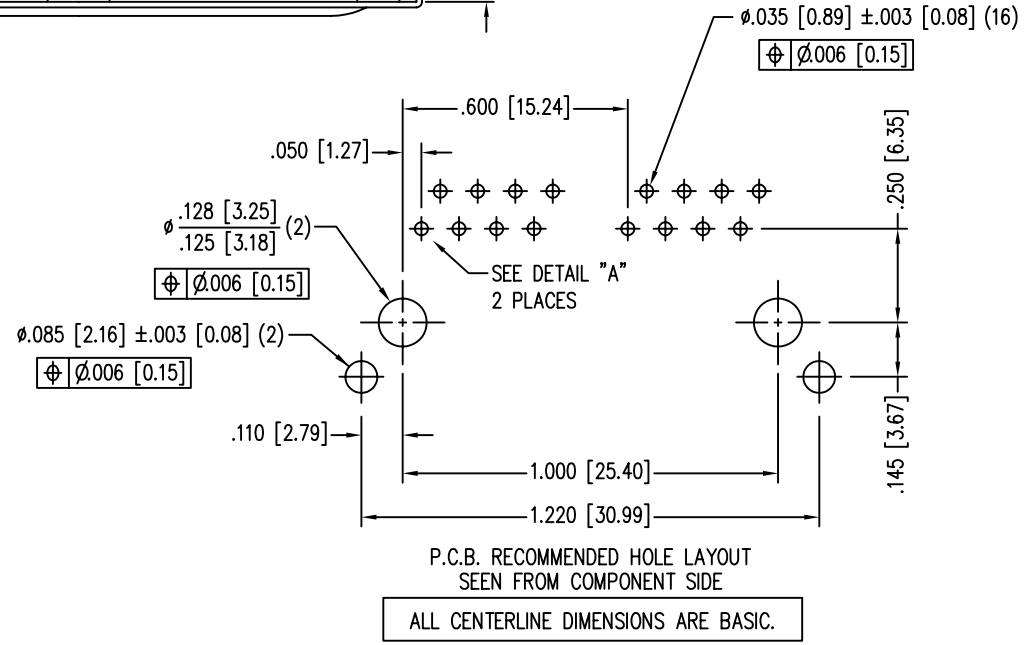 ø.035 [0.89] ±.003 [0.08] (16)
⌖ Ø.006 [0.15]
.600 [15.24]
.050 [1.27]
.250 [6.35]
ø .128 [3.25] (2)
.125 [3.18]
⌖ Ø.006 [0.15]
SEE DETAIL "A"
2 PLACES
ø.085 [2.16] ±.003 [0.08] (2)
⌖ Ø.006 [0.15]
.110 [2.79]
.145 [3.67]
1.000 [25.40]
1.220 [30.99]
P.C.B. RECOMMENDED HOLE LAYOUT
SEEN FROM COMPONENT SIDE
ALL CENTERLINE DIMENSIONS ARE BASIC.